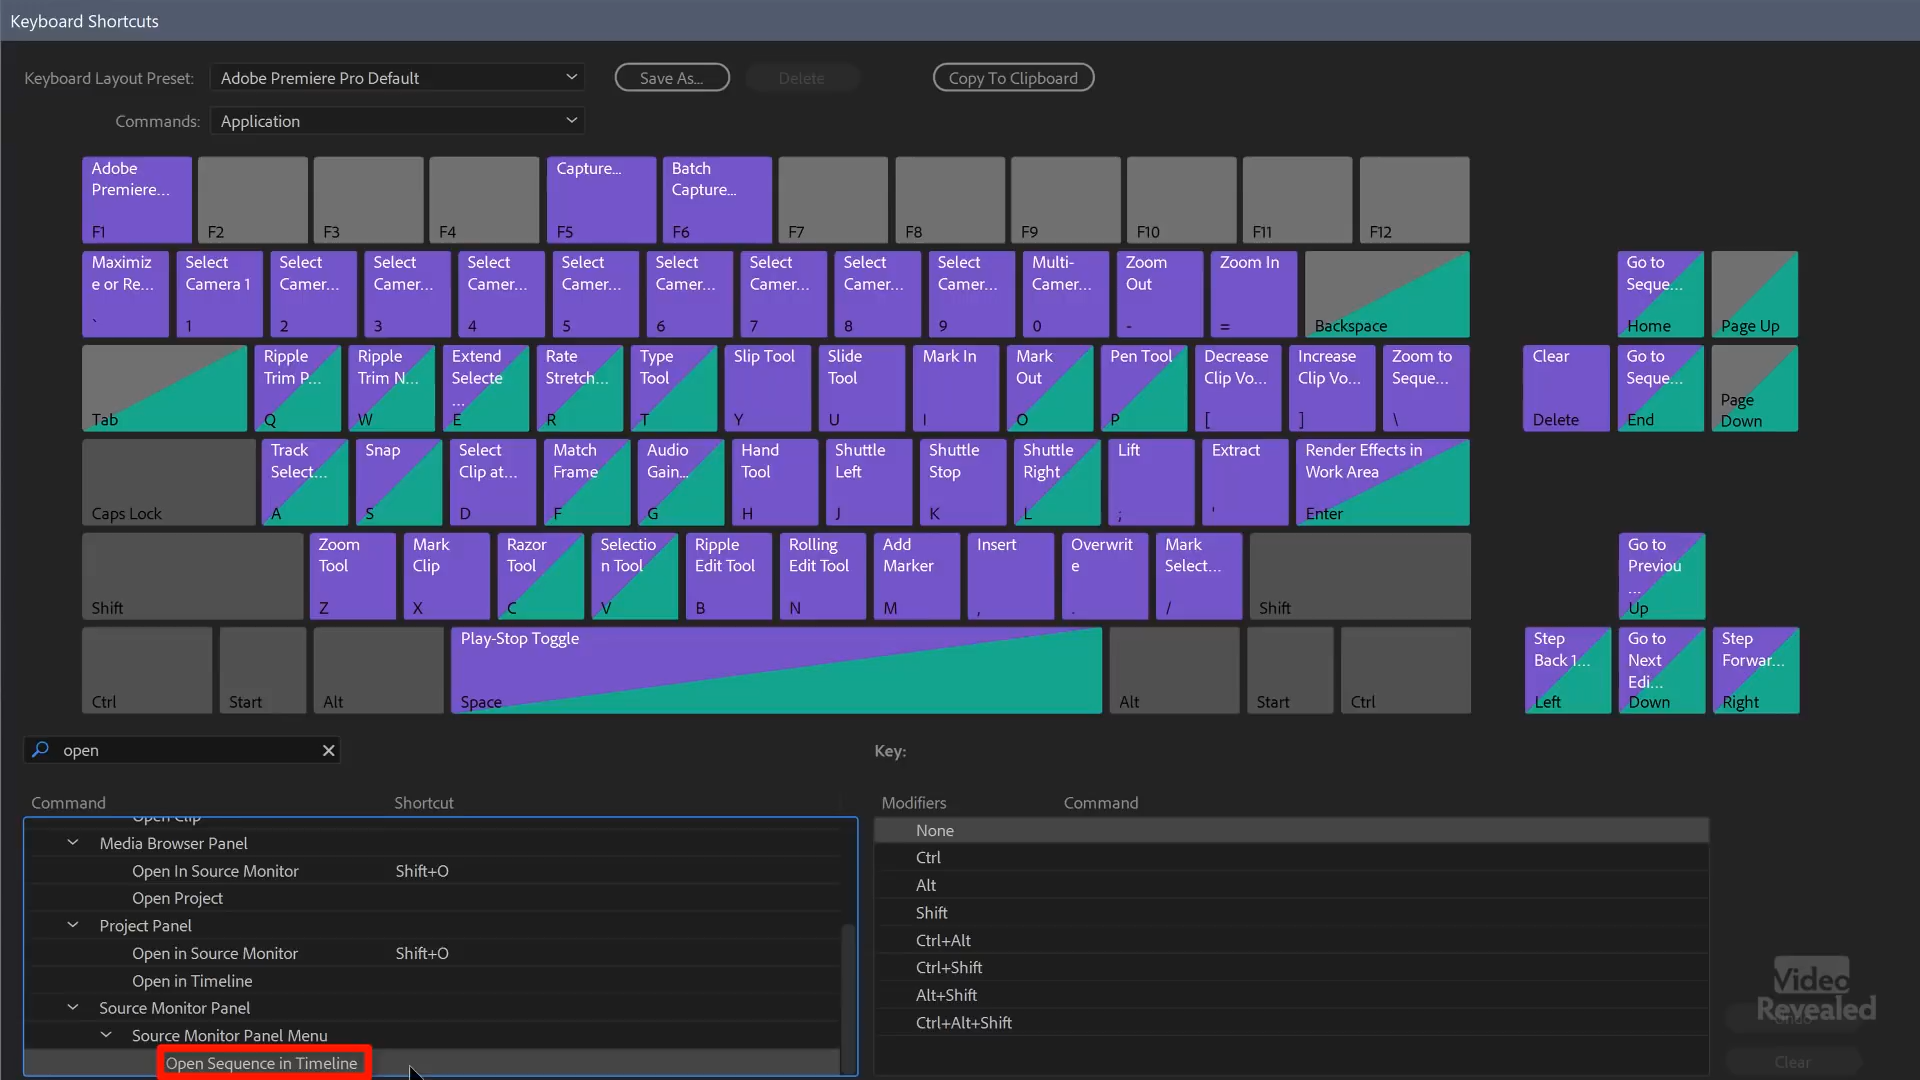 Keyboard Shortcuts
Keyboard Layout Preset: Adobe Premiere Pro Default Save As... Delete Copy To Clipboard
Commands: Application
Adobe Premiere... F1
F2
F3
F4
Capture... F5
Batch Capture... F6
F7
F8
F9
F10
F11
F12
Maximiz e or Re... `
Select Camera 1 1
Select Camer... 2
Select Camer... 3
Select Camer... 4
Select Camer... 5
Select Camer... 6
Select Camer... 7
Select Camer... 8
Select Camer... 9
Multi- Camer... 0
Zoom Out -
Zoom In =
Backspace
Go to Seque... Home
Page Up
Tab
Ripple Trim P... Q
Ripple Trim N... W
Extend Selecte ... E
Rate Stretch... R
Type Tool T
Slip Tool Y
Slide Tool U
Mark In I
Mark Out O
Pen Tool P
Decrease Clip Vo... [
Increase Clip Vo... ]
Zoom to Seque... \
Clear Delete
Go to Seque... End
Page Down
Caps Lock
Track Select... A
Snap S
Select Clip at... D
Match Frame F
Audio Gain... G
Hand Tool H
Shuttle Left J
Shuttle Stop K
Shuttle Right L
Lift ;
Extract '
Render Effects in Work Area Enter
Shift
Zoom Tool Z
Mark Clip X
Razor Tool C
Selectio n Tool V
Ripple Edit Tool B
Rolling Edit Tool N
Add Marker M
Insert ,
Overwrit e .
Mark Select... /
Shift
Go to Previou ... Up
Ctrl
Start
Alt
Play-Stop Toggle Space
Alt
Start
Ctrl
Step Back 1... Left
Go to Next Edi... Down
Step Forwar... Right
open
Key:
Command Shortcut
Open Clip
Media Browser Panel
Open In Source Monitor Shift+O
Open Project
Project Panel
Open in Source Monitor Shift+O
Open in Timeline
Source Monitor Panel
Source Monitor Panel Menu
Open Sequence in Timeline
Modifiers Command
None
Ctrl
Alt
Shift
Ctrl+Alt
Ctrl+Shift
Alt+Shift
Ctrl+Alt+Shift
Video
Revealed
Undo
Clear